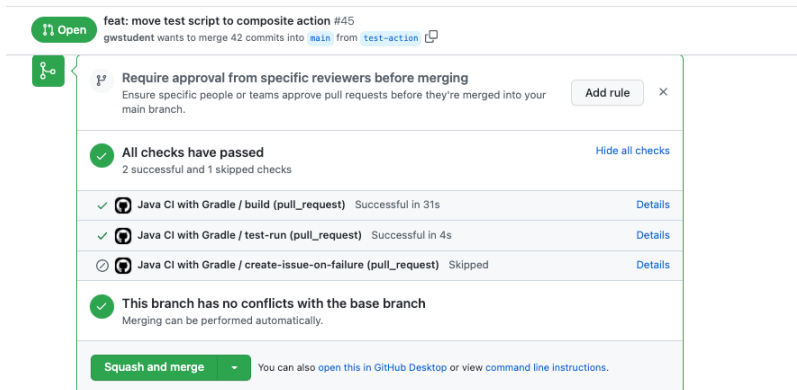 Open
feat: move test script to composite action #45
gwstudent wants to merge 42 commits into main from test-action
Require approval from specific reviewers before merging
Ensure specific people or teams approve pull requests before they're merged into your
main branch.
Add rule
All checks have passed
2 successful and 1 skipped checks
Hide all checks
Java CI with Gradle / build (pull_request) Successful in 31s Details
Java CI with Gradle / test-run (pull_request) Successful in 4s Details
Java CI with Gradle / create-issue-on-failure (pull_request) Skipped Details
This branch has no conflicts with the base branch
Merging can be performed automatically.
Squash and merge
You can also open this in GitHub Desktop or view command line instructions.